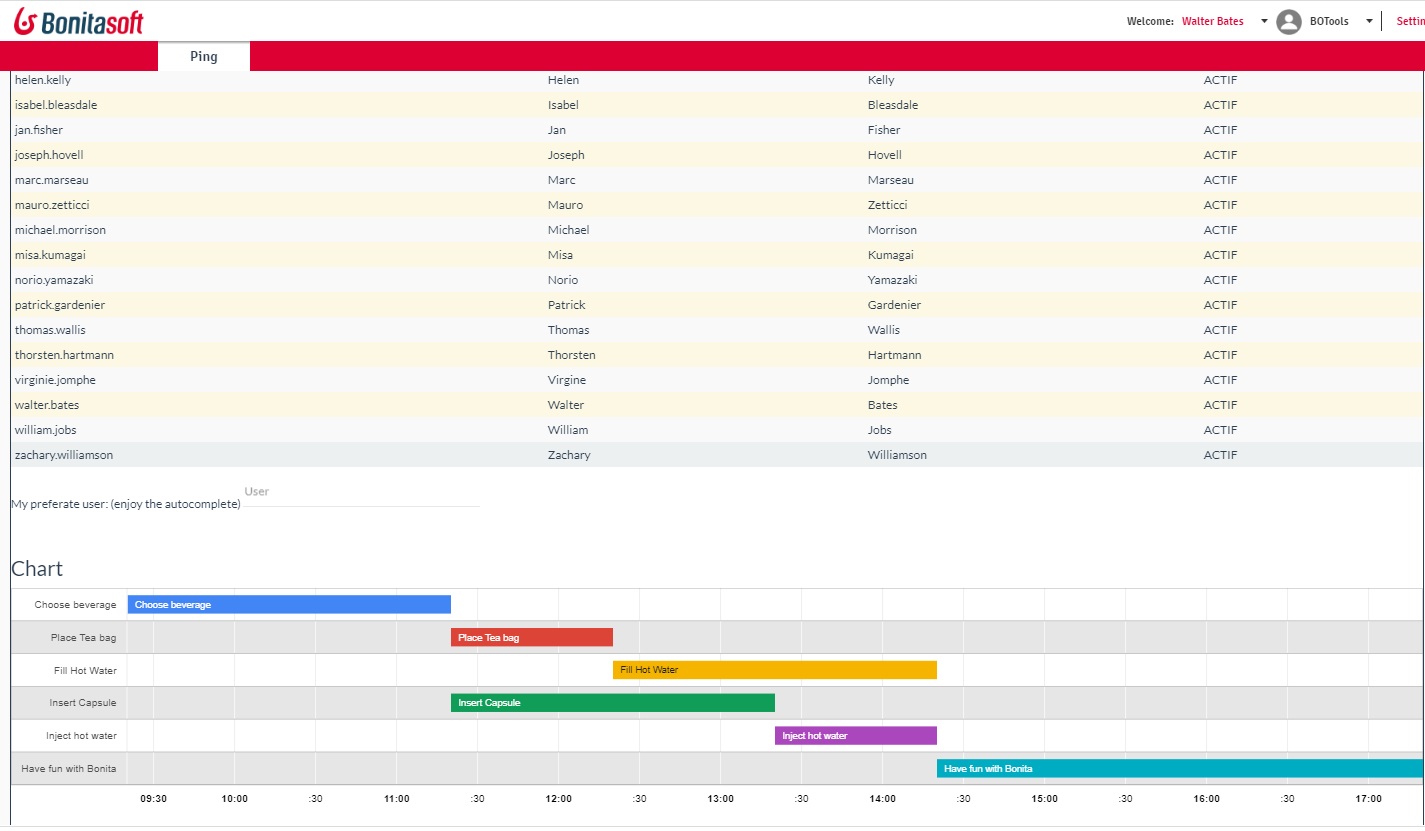 Bonitasoft Welcome: Walter Bates BOTools Settin
Ping
helen.kelly Helen Kelly ACTIF
isabel.bleasdale Isabel Bleasdale ACTIF
jan.fisher Jan Fisher ACTIF
joseph.hovell Joseph Hovell ACTIF
marc.marseau Marc Marseau ACTIF
mauro.zetticci Mauro Zetticci ACTIF
michael.morrison Michael Morrison ACTIF
misa.kumagai Misa Kumagai ACTIF
norio.yamazaki Norio Yamazaki ACTIF
patrick.gardenier Patrick Gardenier ACTIF
thomas.wallis Thomas Wallis ACTIF
thorsten.hartmann Thorsten Hartmann ACTIF
virginie.jomphe Virgine Jomphe ACTIF
walter.bates Walter Bates ACTIF
william.jobs William Jobs ACTIF
zachary.williamson Zachary Williamson ACTIF
My preferate user: (enjoy the autocomplete) User
Chart
Choose beverage Choose beverage
Place Tea bag Place Tea bag
Fill Hot Water Fill Hot Water
Insert Capsule Insert Capsule
Inject hot water Inject hot water
Have fun with Bonita Have fun with Bonita
09:30 10:00 :30 11:00 :30 12:00 :30 13:00 :30 14:00 :30 15:00 :30 16:00 :30 17:00